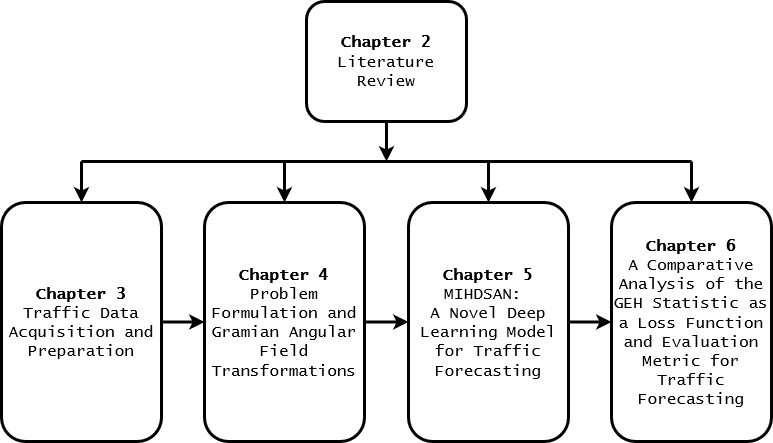 Chapter 2
Literature
Review
Chapter 3
Traffic Data
Acquisition and
Preparation
Chapter 4
Problem
Formulation and
Gramian Angular
Field
Transformations
Chapter 5
MIHDSAN:
A Novel Deep
Learning Model
for Traffic
Forecasting
Chapter 6
A Comparative
Analysis of the
GEH Statistic as
a Loss Function
and Evaluation
Metric for
Traffic
Forecasting